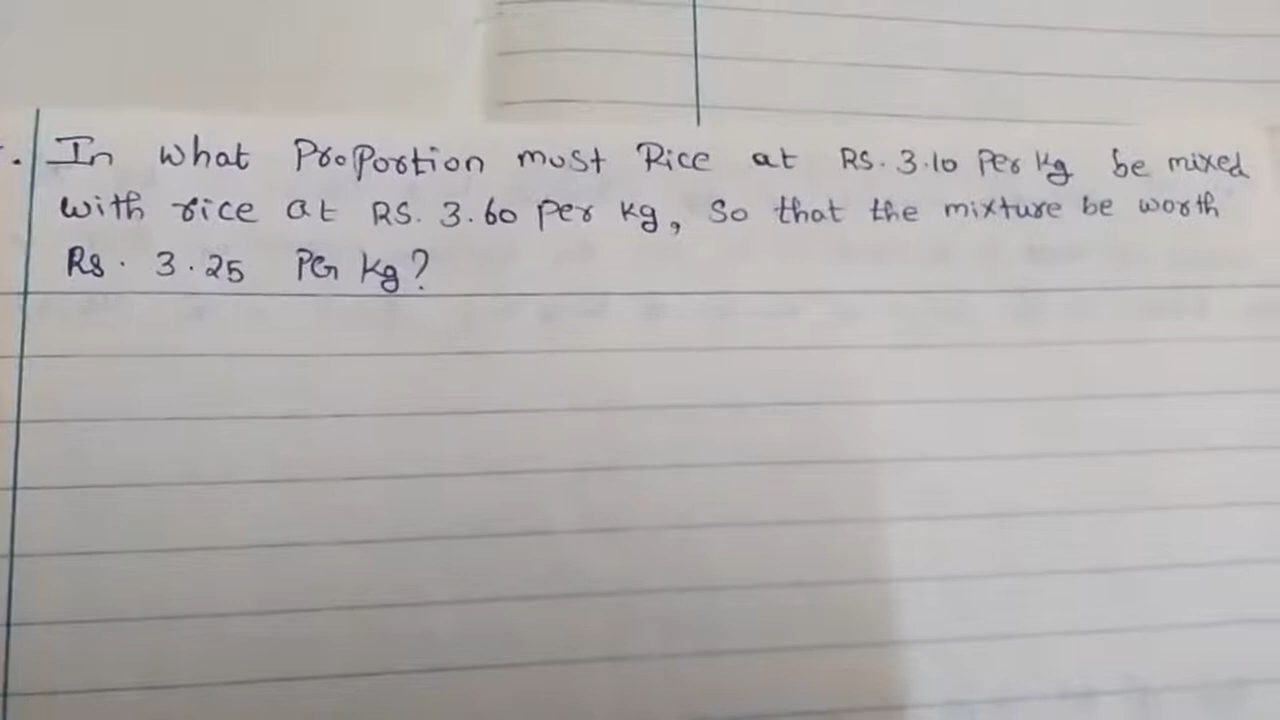 . In what Proportion must Rice at RS. 3.10 Per kg be mixed
with rice at RS. 3.60 per kg, so that the mixture be worth
Rs. 3.25 Per kg?